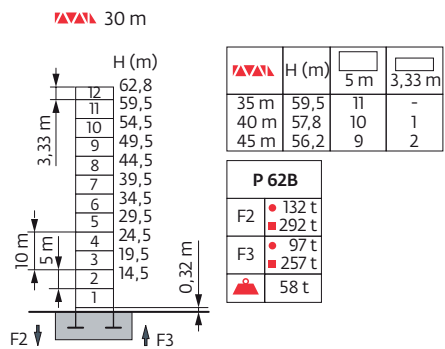 30 m
H (m)
12 62,8
11 59,5
10 54,5
9 49,5
8 44,5
7 39,5
6 34,5
5 29,5
4 24,5
3 19,5
2 14,5
1
3,33 m
10 m
5 m
0,32 m
F2 F3
H (m) 5 m 3,33 m
35 m 59,5 11 -
40 m 57,8 10 1
45 m 56,2 9 2
P 62B
F2 ● 132 t
■ 292 t
F3 ● 97 t
■ 257 t
58 t